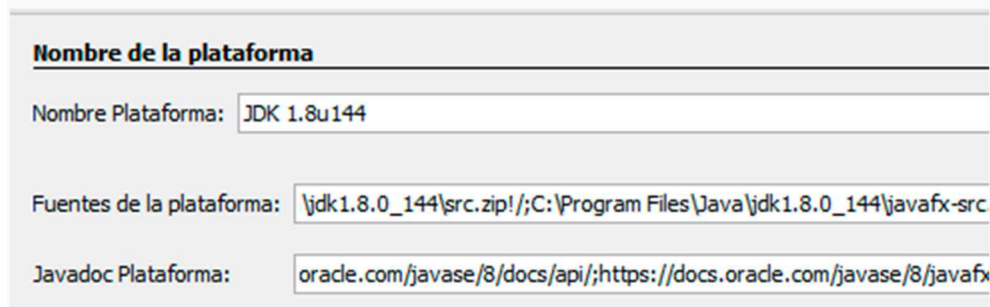 Nombre de la plataforma
Nombre Plataforma: JDK 1.8u144
Fuentes de la plataforma: \jdk1.8.0_144\src.zip!/;C:\Program Files\Java\jdk1.8.0_144\javafx-src.
Javadoc Plataforma: oracle.com/javase/8/docs/api/;https://docs.oracle.com/javase/8/javafx